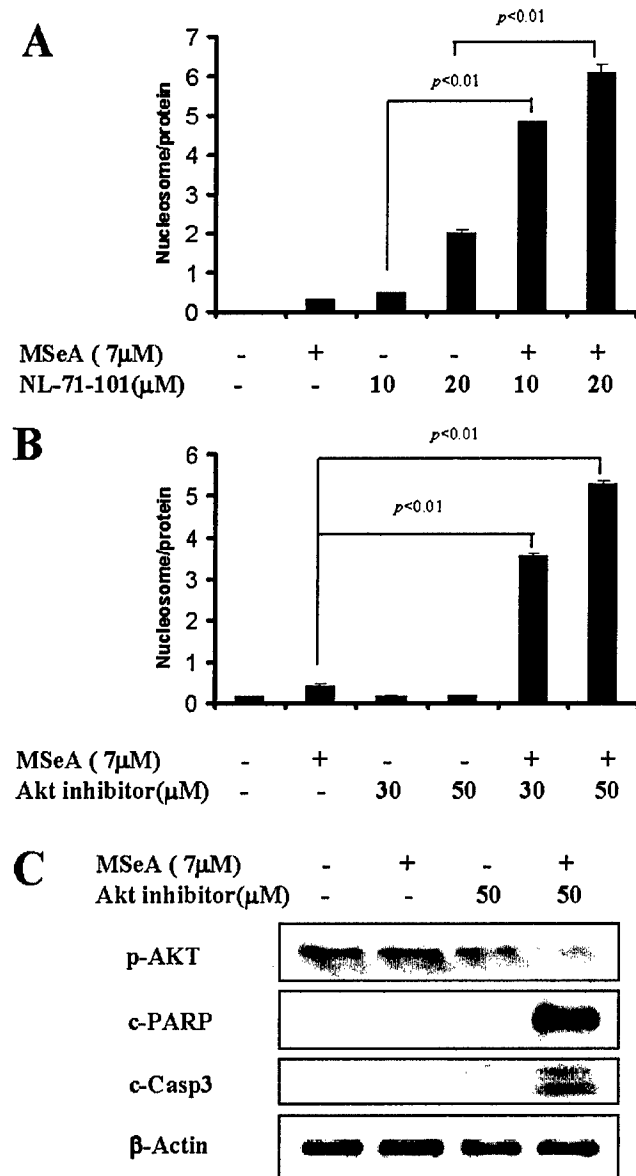 A
7
6
5
4
3
2
1
0
Nucleosome/protein
p<0.01
p<0.01
MSeA ( 7μM) - + - - + +
NL-71-101(μM) - - 10 20 10 20
B
6
5
4
3
2
1
0
Nucleosome/protein
p<0.01
p<0.01
MSeA ( 7μM) - + - - + +
Akt inhibitor(μM) - - 30 50 30 50
C
MSeA ( 7μM) - + - +
Akt inhibitor(μM) - - 50 50
p-AKT
c-PARP
c-Casp3
β-Actin